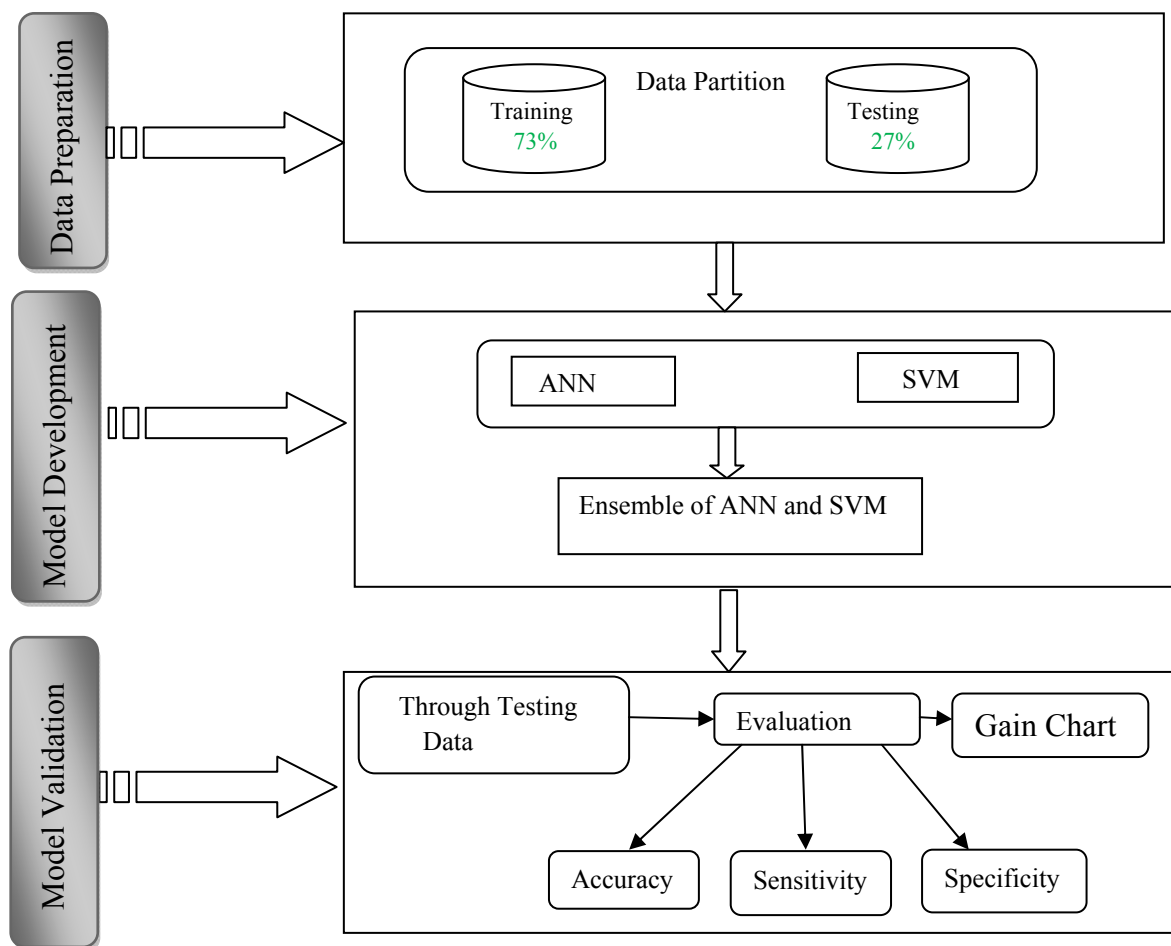 Data Preparation
Data Partition
Training
73%
Testing
27%
Model Development
ANN
SVM
Ensemble of ANN and SVM
Model Validation
Through Testing
Data
Evaluation
Gain Chart
Accuracy
Sensitivity
Specificity